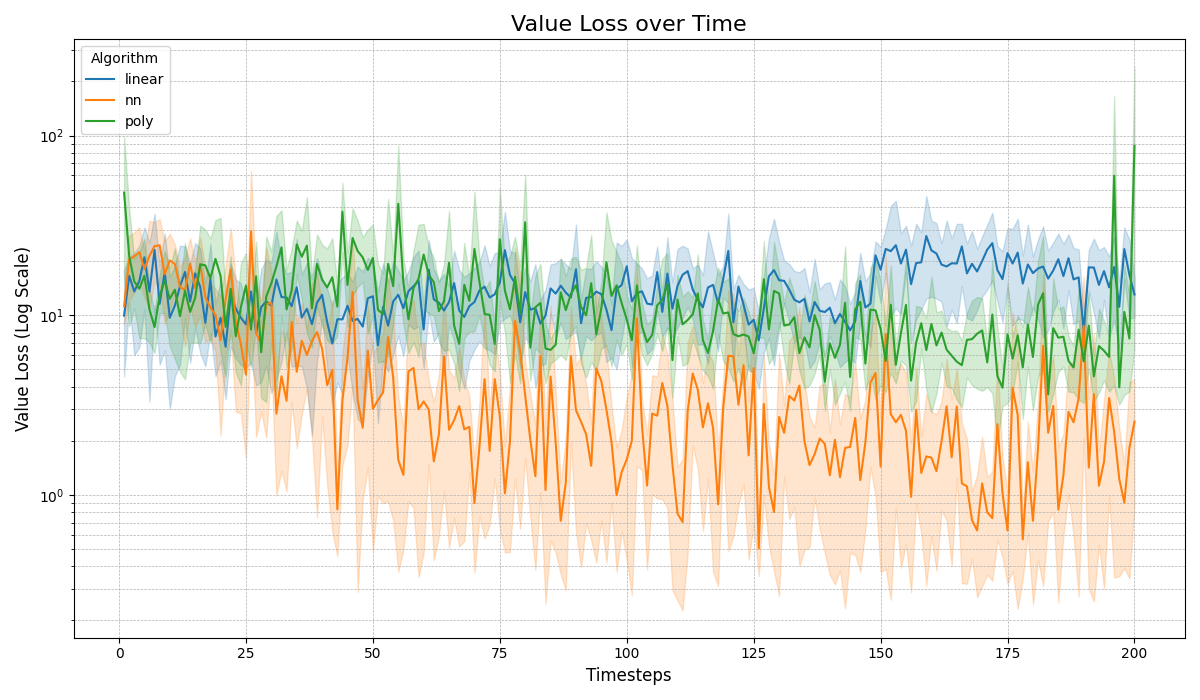 Value Loss over Time
Algorithm
linear
nn
poly
Value Loss (Log Scale)
10²
10¹
10⁰
0 25 50 75 100 125 150 175 200
Timesteps